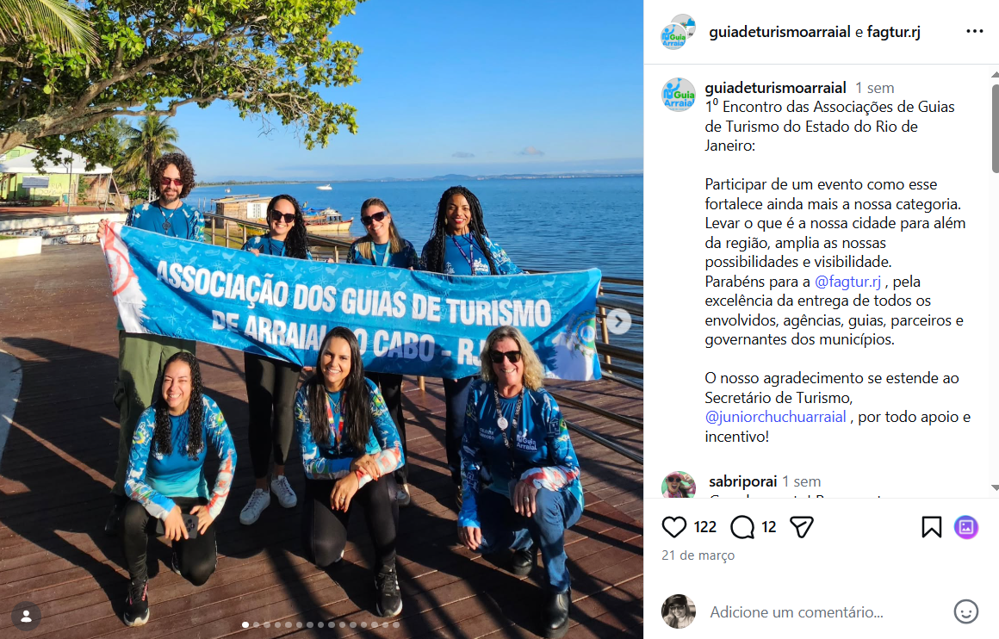 guiadeturismoarraial e fagtur.rj
guiadeturismoarraial 1 sem
1⁰ Encontro das Associações de Guias
de Turismo do Estado do Rio de
Janeiro:
Participar de um evento como esse
fortalece ainda mais a nossa categoria.
Levar o que é a nossa cidade para além
da região, amplia as nossas
possibilidades e visibilidade.
Parabéns para a @fagtur.rj , pela
excelência da entrega de todos os
envolvidos, agências, guias, parceiros e
governantes dos municípios.
O nosso agradecimento se estende ao
Secretário de Turismo,
@juniorchuchuarraial , por todo apoio e
incentivo!
sabriporai 1 sem
122 12
21 de março
Adicione um comentário...
ASSOCIAÇÃO DOS GUIAS DE TURISMO
DE ARRAIAL DO CABO - RJ
Guia
Arraial